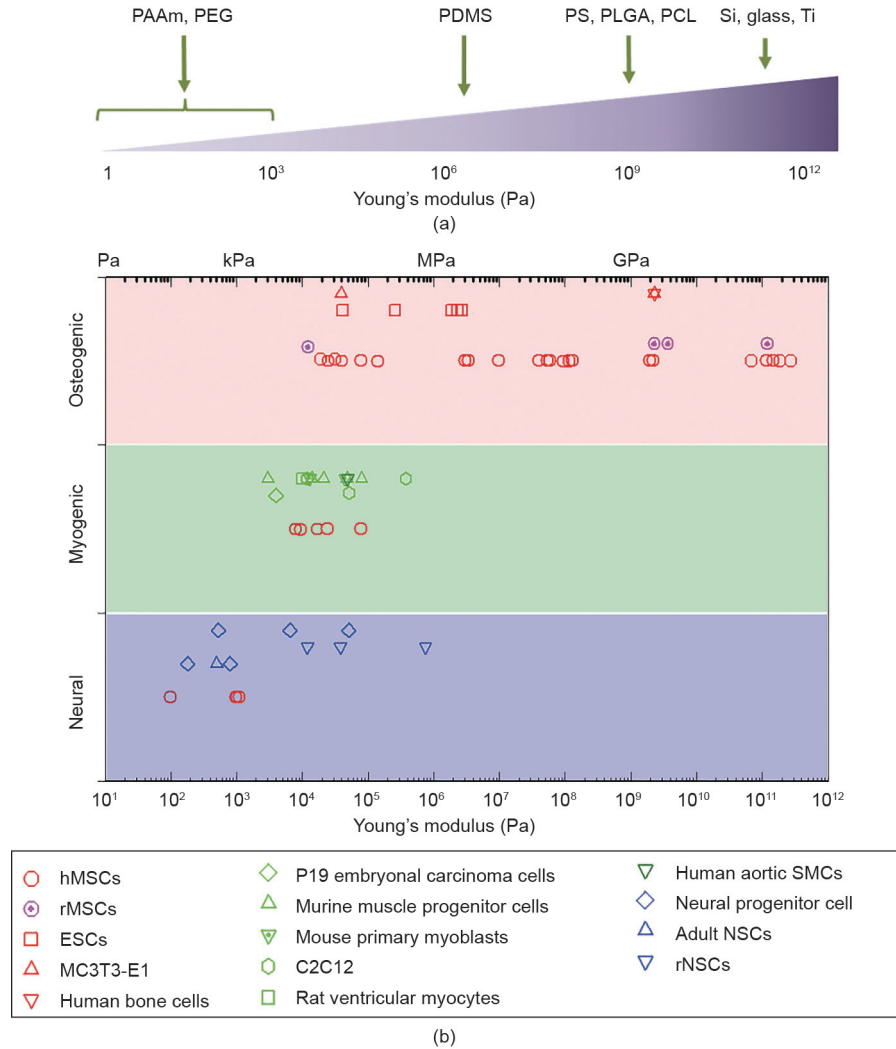 PAAm, PEG PDMS PS, PLGA, PCL Si, glass, Ti
1 10³ 10⁶ 10⁹ 10¹²
Young's modulus (Pa)
(a)
Pa kPa MPa GPa
Osteogenic
Myogenic
Neural
10¹ 10² 10³ 10⁴ 10⁵ 10⁶ 10⁷ 10⁸ 10⁹ 10¹⁰ 10¹¹ 10¹²
Young's modulus (Pa)
hMSCs
rMSCs
ESCs
MC3T3-E1
Human bone cells
P19 embryonal carcinoma cells
Murine muscle progenitor cells
Mouse primary myoblasts
C2C12
Rat ventricular myocytes
Human aortic SMCs
Neural progenitor cell
Adult NSCs
rNSCs
(b)